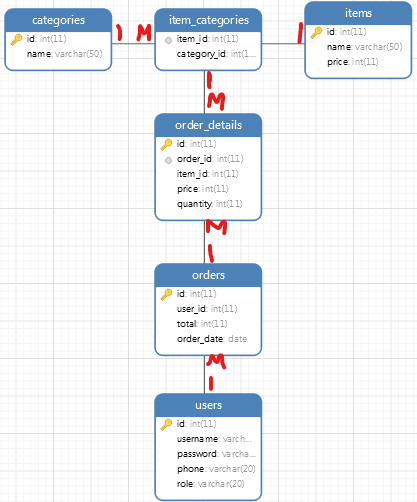 categories
id: int(11)
name: varchar(50)
1 M
item_categories
item_id: int(11)
category_id: int(1...
1
items
id: int(11)
name: varchar(50)
price: int(11)
1
M
order_details
id: int(11)
order_id: int(11)
item_id: int(11)
price: int(11)
quantity: int(11)
M
1
orders
id: int(11)
user_id: int(11)
total: int(11)
order_date: date
M
1
users
id: int(11)
username: varch...
password: varcha...
phone: varchar(20)
role: varchar(20)